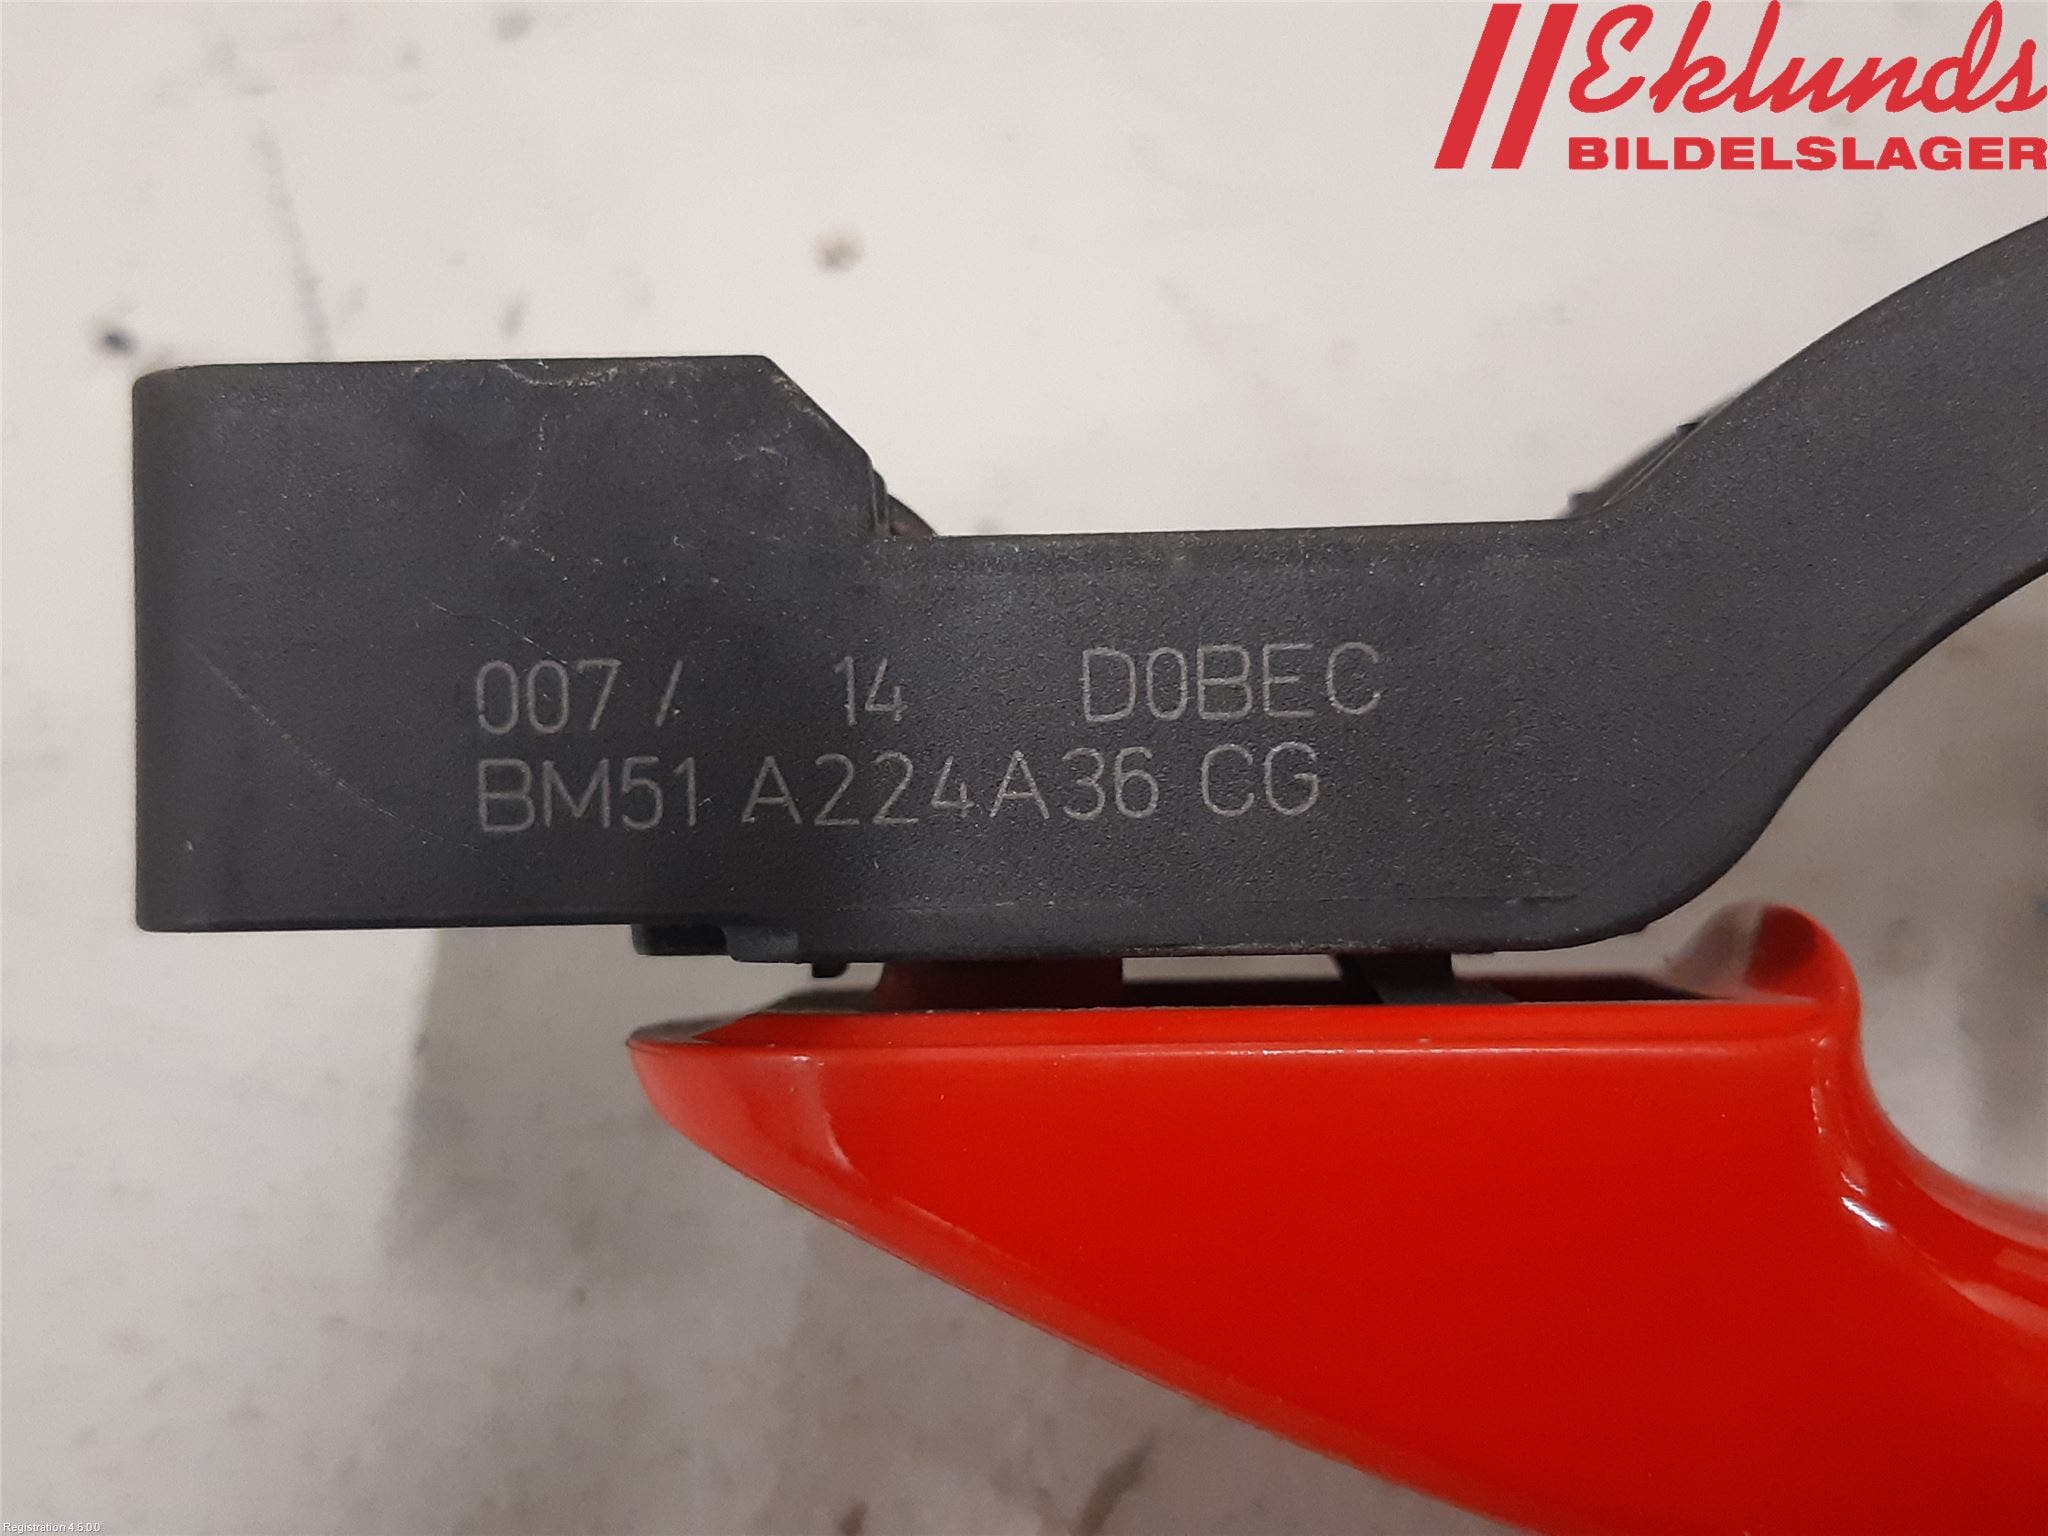 Eklunds
BILDELSLAGER
007 / 14 D0BEC
BM51 A224A36 CG
Registration 4.5.0.0